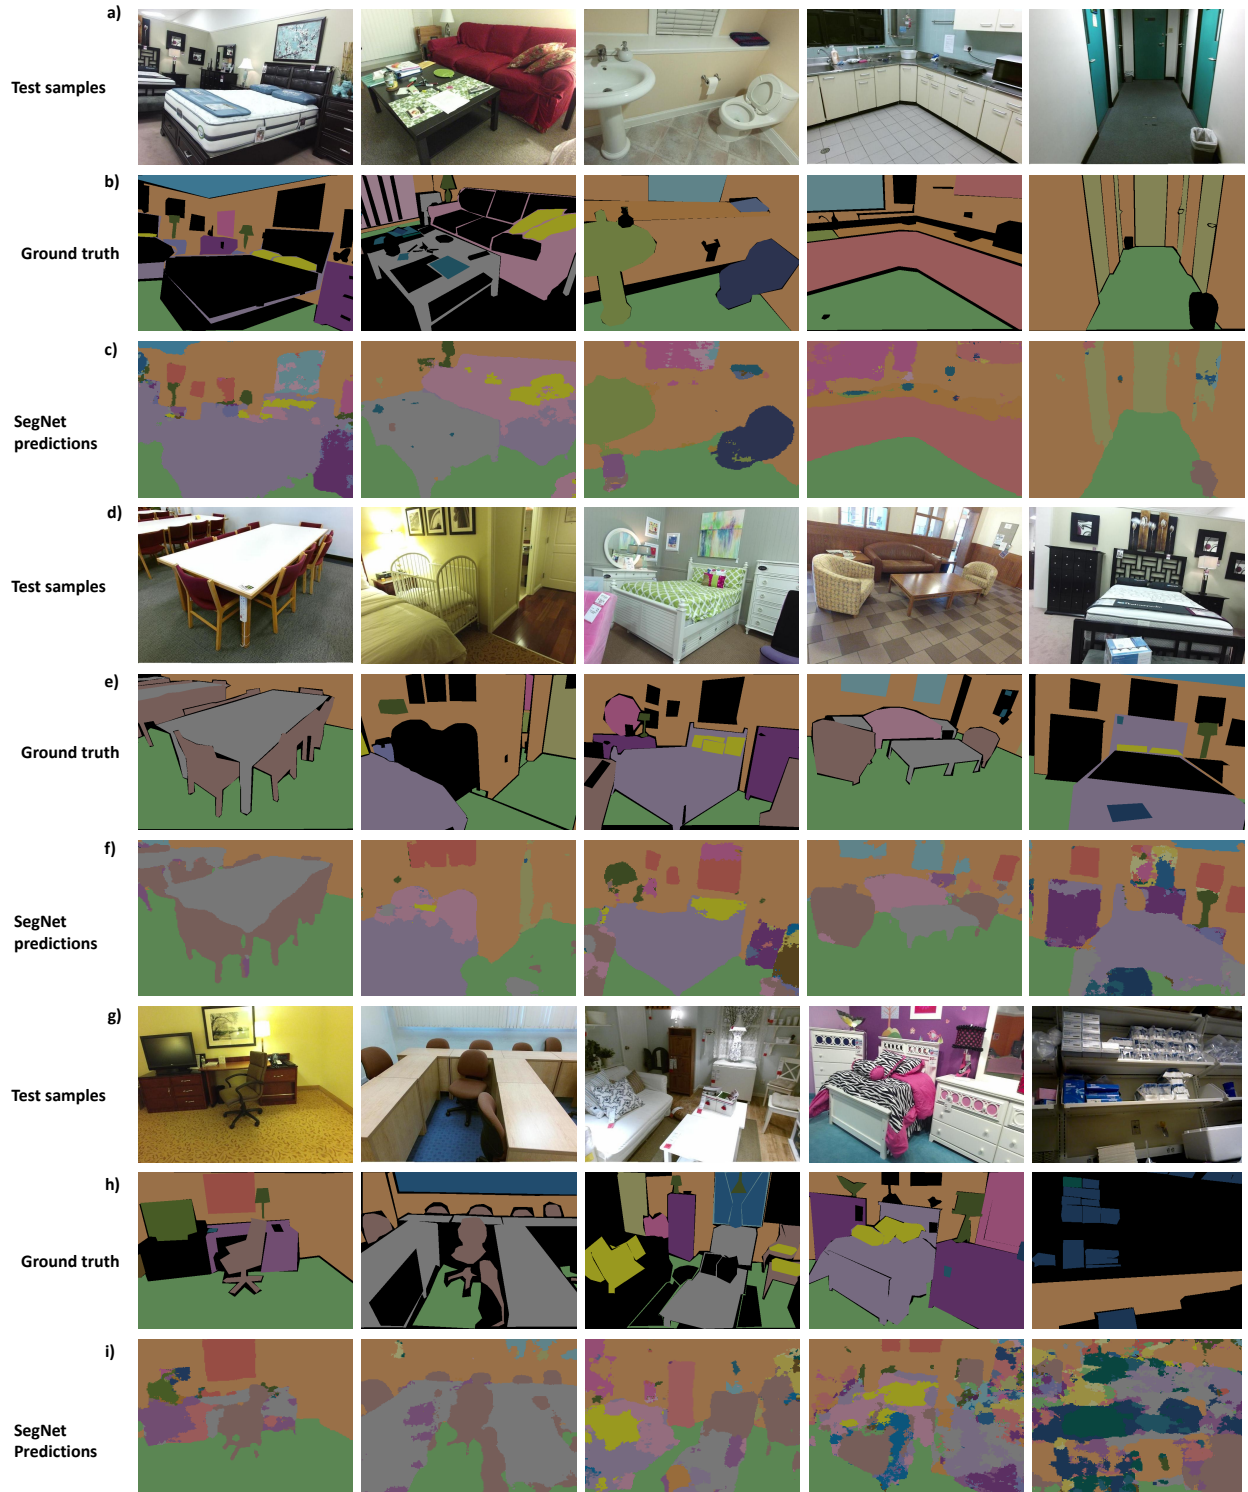 a)
Test samples
b)
Ground truth
c)
SegNet
predictions
d)
Test samples
e)
Ground truth
f)
SegNet
predictions
g)
Test samples
h)
Ground truth
i)
SegNet
Predictions